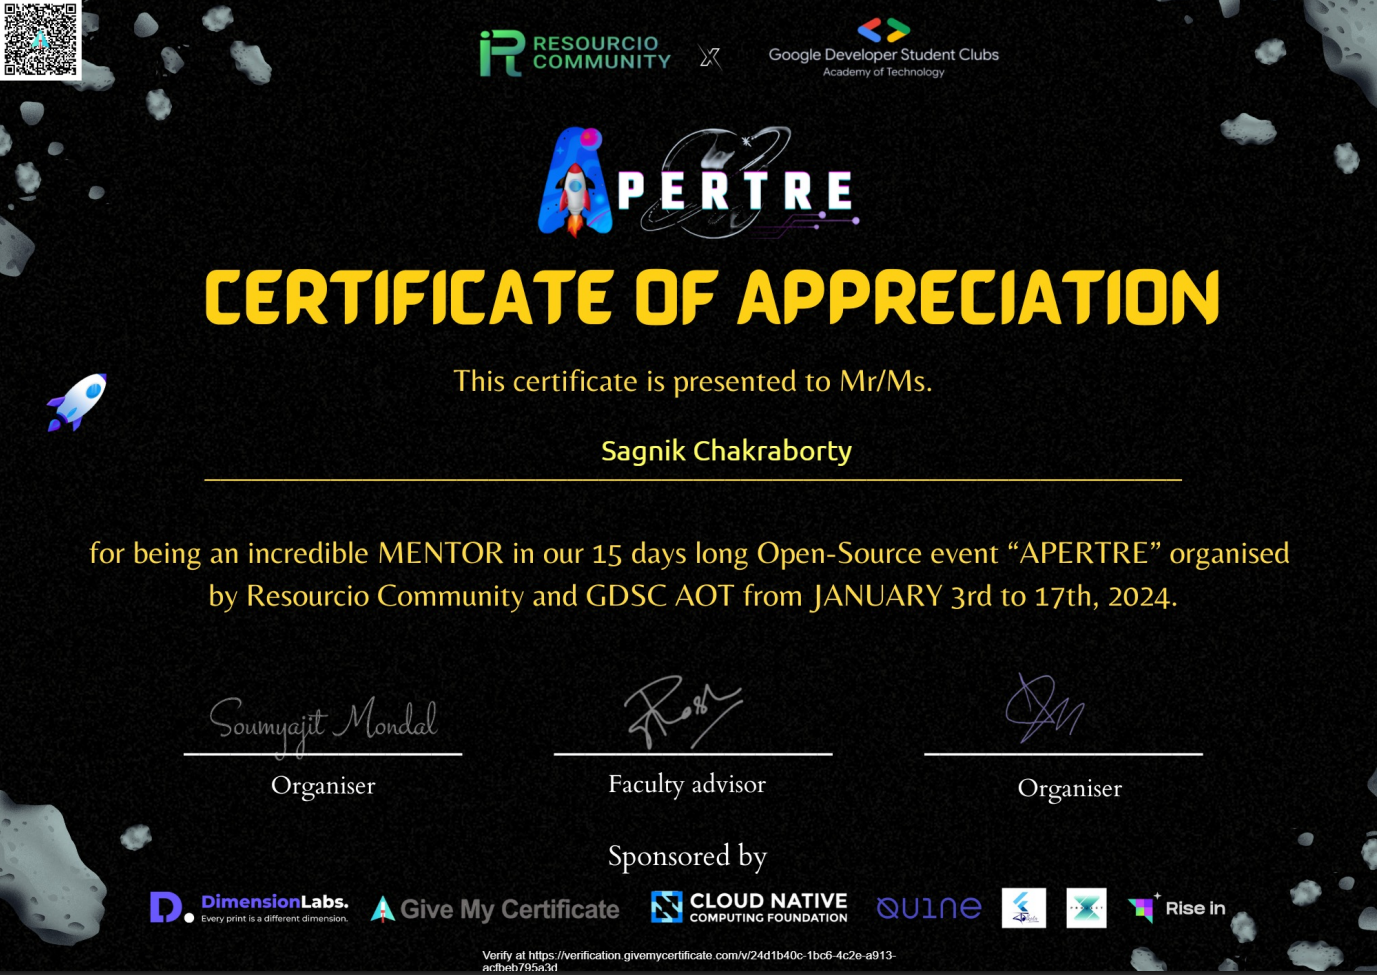 RESOURCIO
COMMUNITY
X
Google Developer Student Clubs
Academy of Technology
APERTRE
CERTIFICATE OF APPRECIATION
This certificate is presented to Mr/Ms.
Sagnik Chakraborty
for being an incredible MENTOR in our 15 days long Open-Source event “APERTRE” organised
by Resourcio Community and GDSC AOT from JANUARY 3rd to 17th, 2024.
Soumyajit Mondal
Organiser
Faculty advisor
Organiser
Sponsored by
D. DimensionLabs.
Every print is a different dimension.
Give My Certificate
CLOUD NATIVE
COMPUTING FOUNDATION
QUINE
Rise in
Verify at https://verification.givemycertificate.com/v/24d1b40c-1bc6-4c2e-a913-
acfbeb795a3d